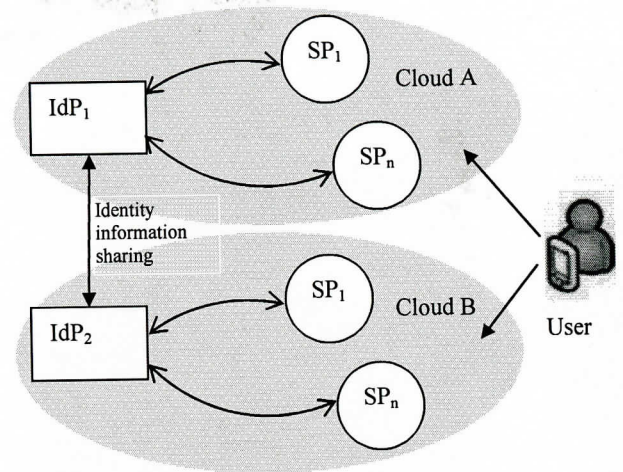 SP₁
Cloud A
IdP₁
SPₙ
Identity
information
sharing
SP₁
Cloud B
IdP₂
User
SPₙ